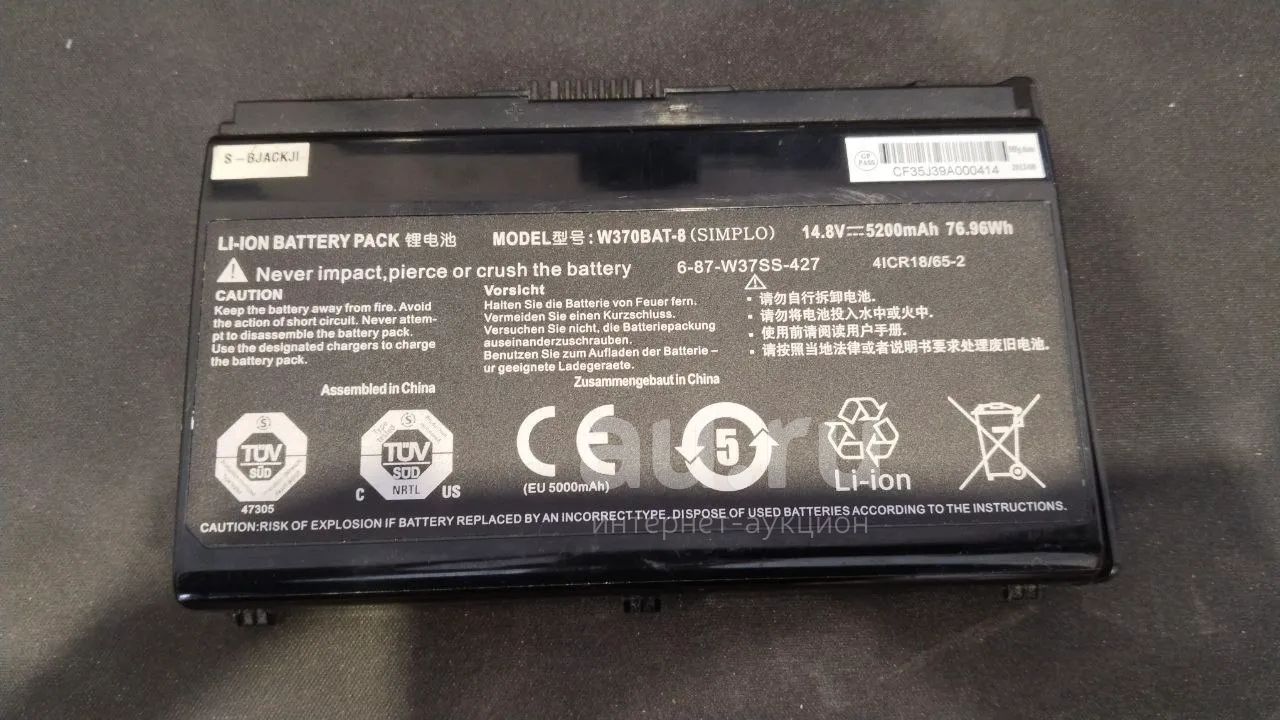 S - BJACKJI
GP PASS
CF35J39A000414
LI-ION BATTERY PACK 锂电池
MODEL型号: W370BAT-8 (SIMPLO)
14.8V⎓5200mAh 76.96Wh
Never impact,pierce or crush the battery
6-87-W37SS-427
4ICR18/65-2
CAUTION
Keep the battery away from fire. Avoid
the action of short circuit. Never attem-
pt to disassemble the battery pack.
Use the designated chargers to charge
the battery pack.
Assembled in China
Vorsicht
Halten Sie die Batterie von Feuer fern.
Vermeiden Sie einen Kurzschluss.
Versuchen Sie nicht, die Batteriepackung
auseinanderzuschrauben.
Benutzen Sie zum Aufladen der Batterie –
ur geeignete Ladegeraete.
Zusammengebaut in China
• 请勿自行拆卸电池.
• 请勿将电池投入水中或火中.
• 使用前请阅读用户手册.
• 请按照当地法律或者说明书要求处理废旧电池.
TÜV
SÜD
47305
TÜV
SÜD
NRTL
C US
CE
(EU 5000mAh)
5
Li-ion
au.ru
интернет-аукцион
CAUTION:RISK OF EXPLOSION IF BATTERY REPLACED BY AN INCORRECT TYPE. DISPOSE OF USED BATTERIES ACCORDING TO THE INSTRUCTIONS.